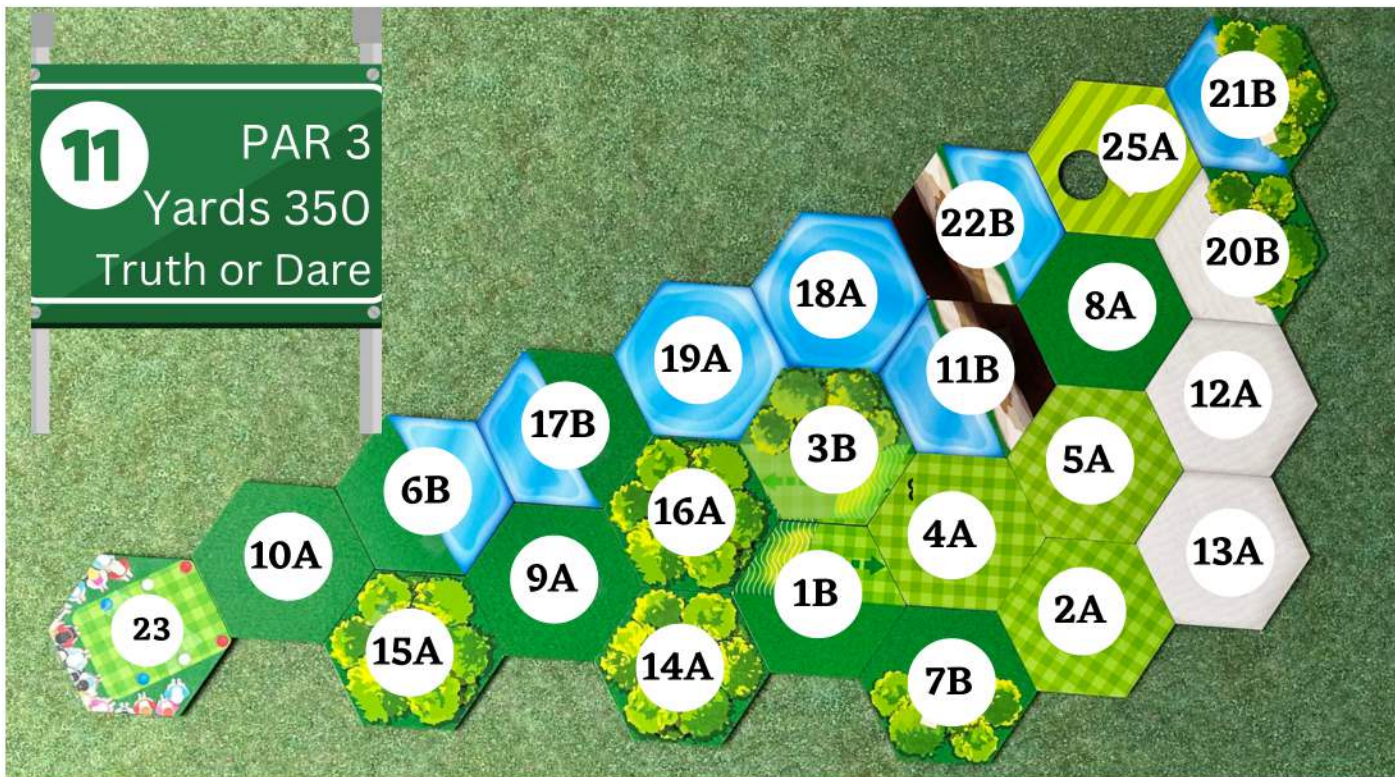 11
PAR 3
Yards 350
Truth or Dare
21B
25A
22B
20B
18A
8A
19A
11B
12A
17B
3B
5A
6B
16A
4A
10A
9A
1B
13A
2A
23
15A
14A
7B